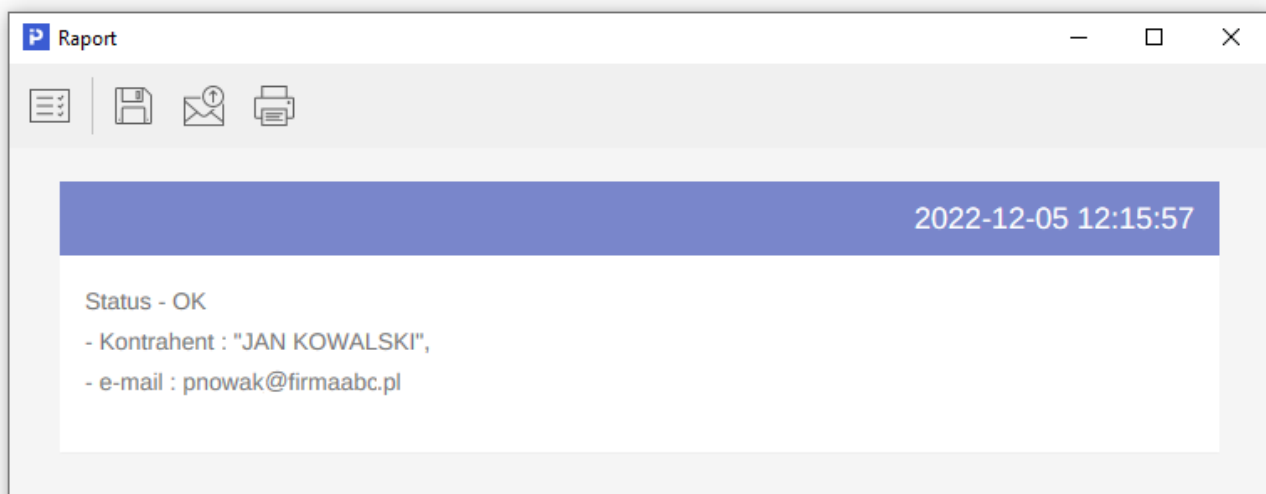 Raport
2022-12-05 12:15:57
Status - OK
- Kontrahent : "JAN KOWALSKI",
- e-mail : pnowak@firmaabc.pl